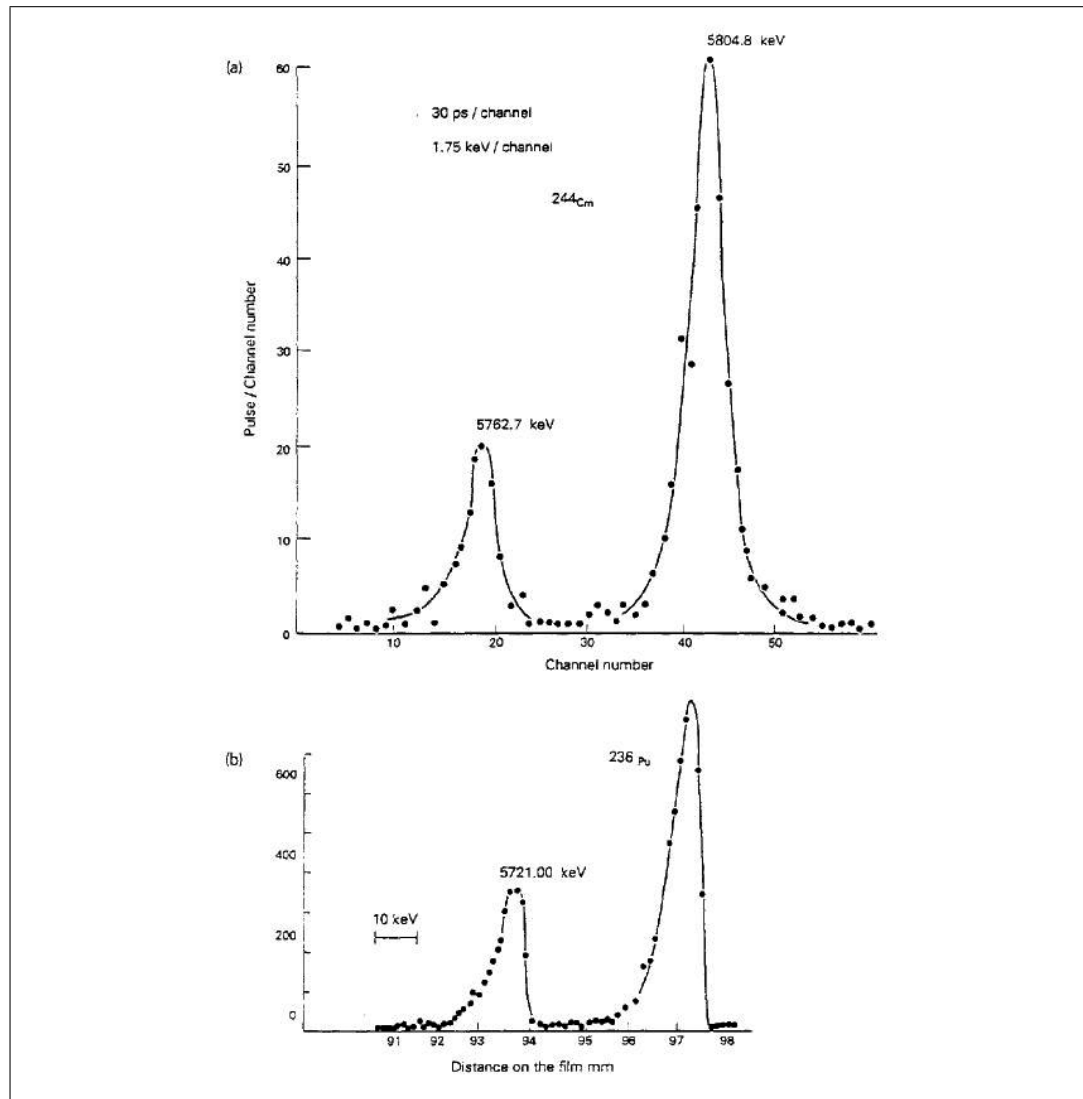 5804.8 keV
(a)
60
30 ps / channel
1.75 keV / channel
50
244Cm
40
30
5762.7 keV
20
10
0
Pulse / Channel number
10 20 30 40 50
Channel number
(b)
236 Pu
600
5721.00 keV
400
10 keV
200
0
91 92 93 94 95 96 97 98
Distance on the film mm